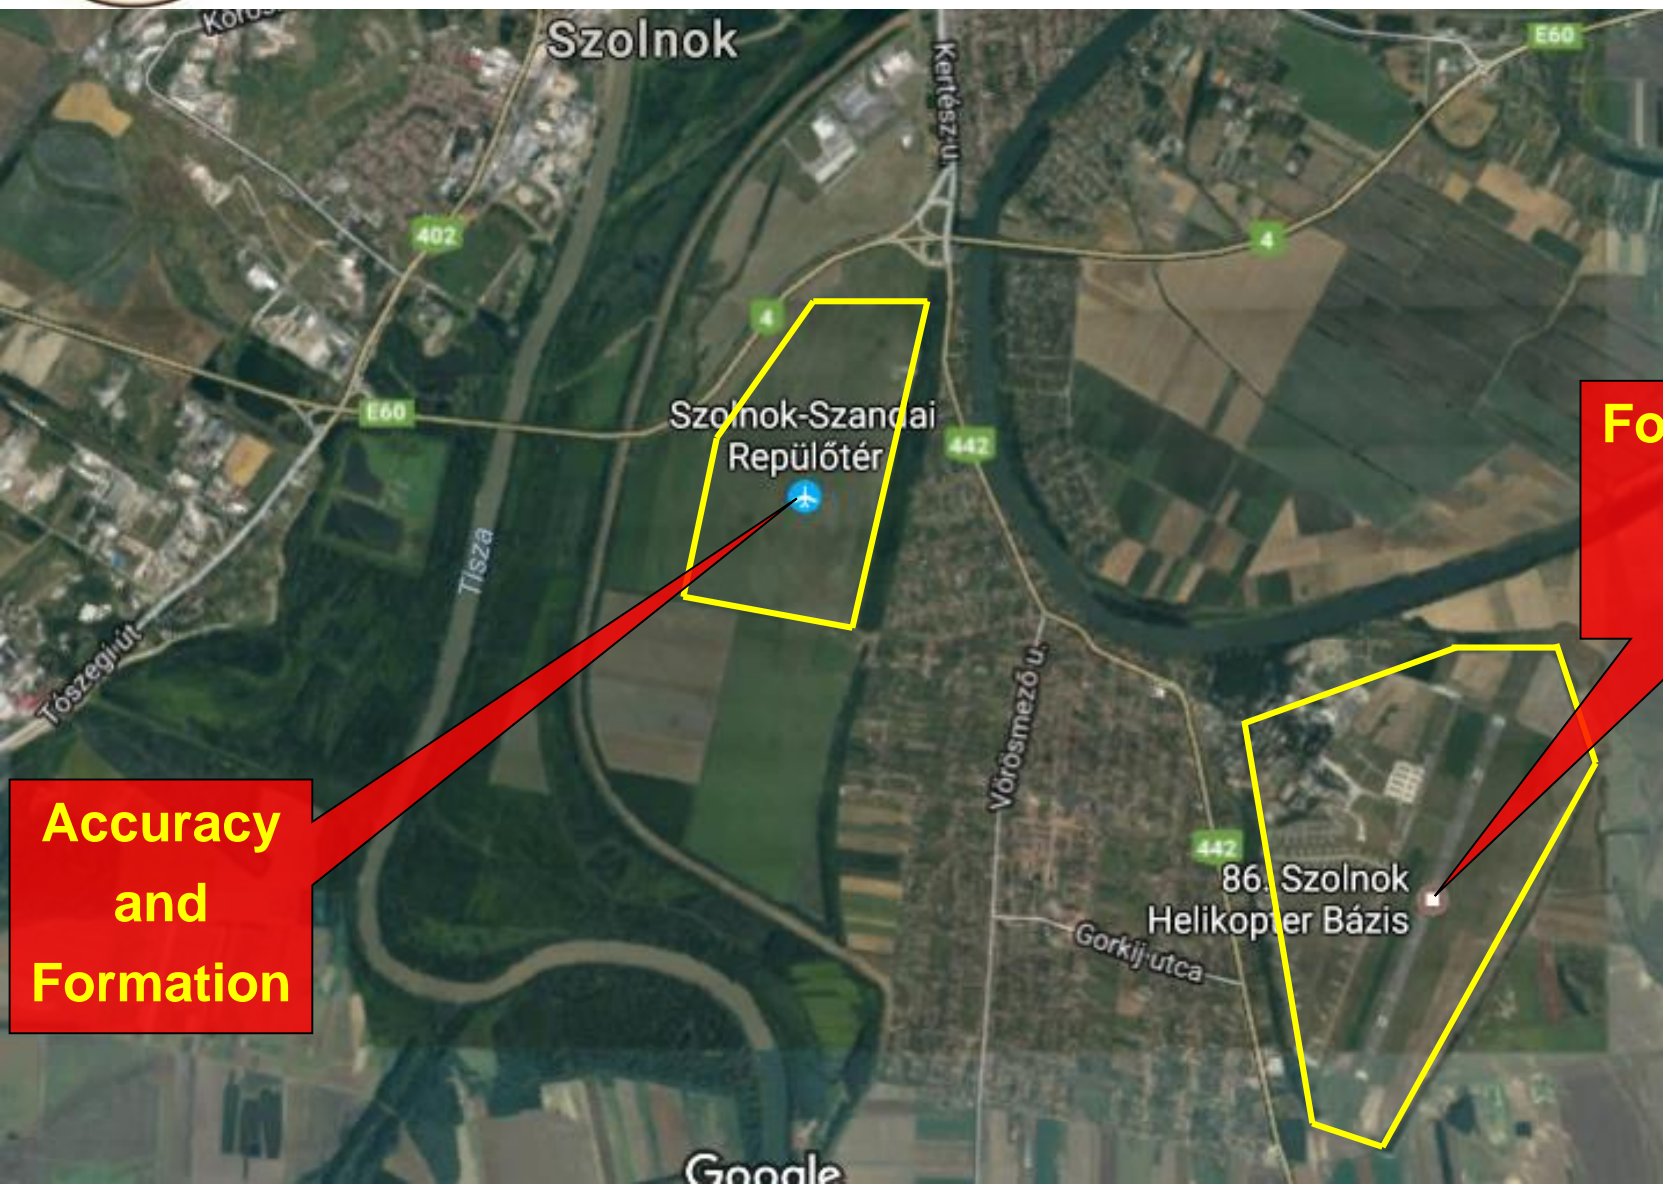 Szolnok
E60
Kertész u.
402
4
4
E60
Szolnok-Szandai
Repülőtér
442
Tisza
Tószegi út
Vörösmező u.
442
86. Szolnok
Helikopter Bázis
Gorkij utca
Accuracy
and
Formation
Google